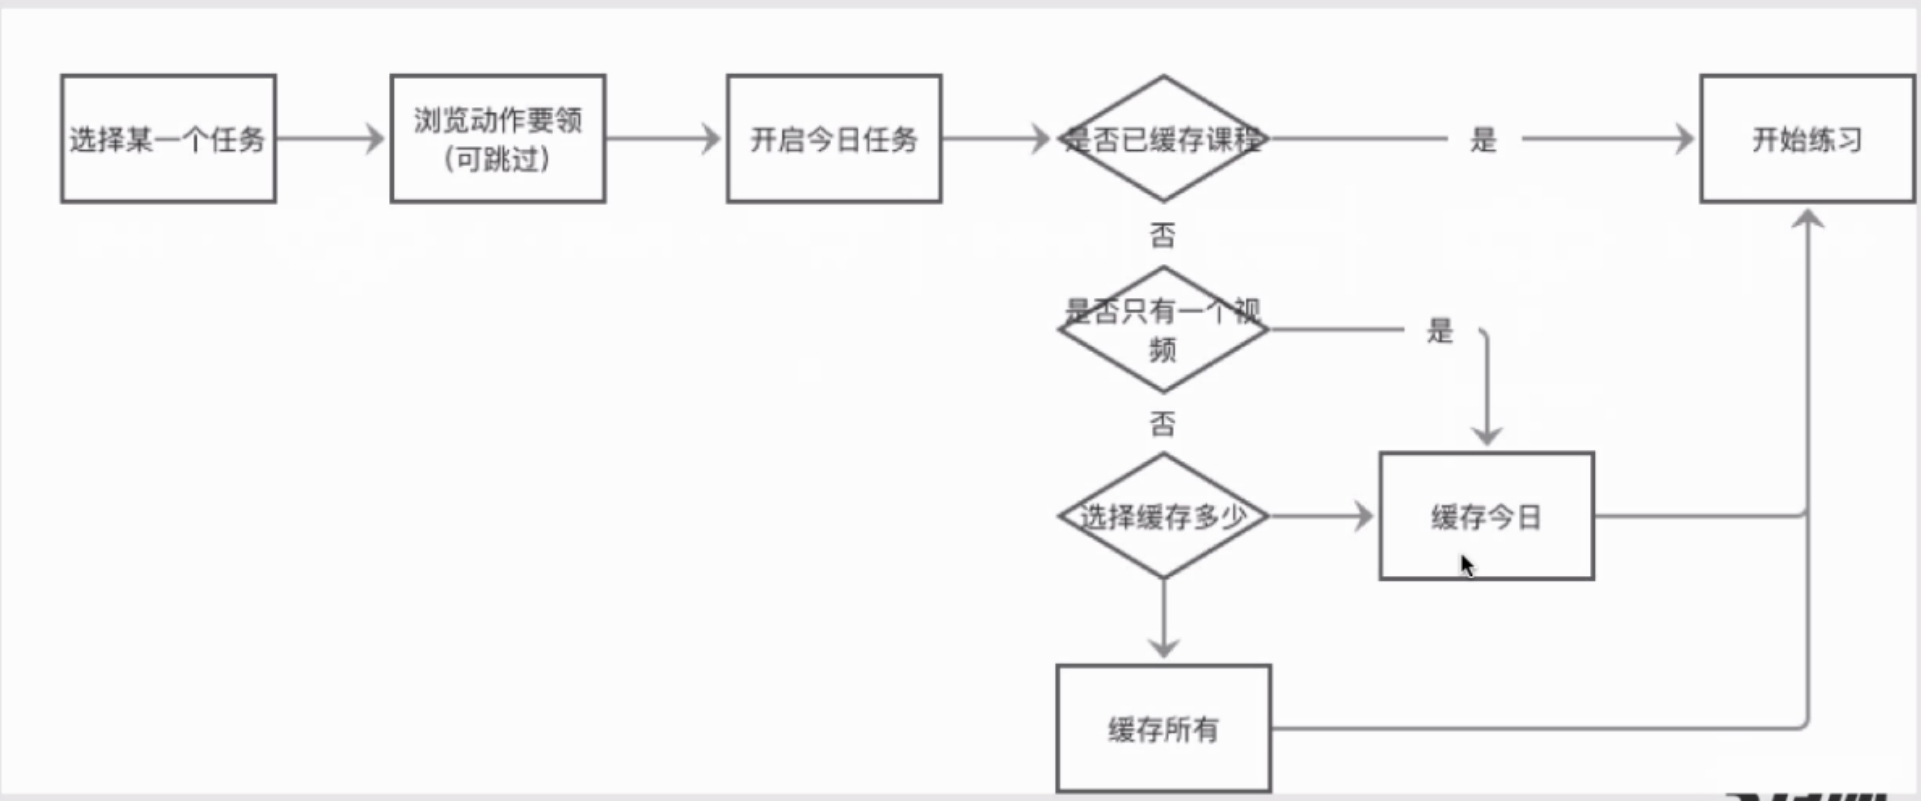 选择某一个任务
浏览动作要领
(可跳过)
开启今日任务
是否已缓存课程
是
开始练习
否
是否只有一个视
频
是
否
选择缓存多少
缓存今日
缓存所有